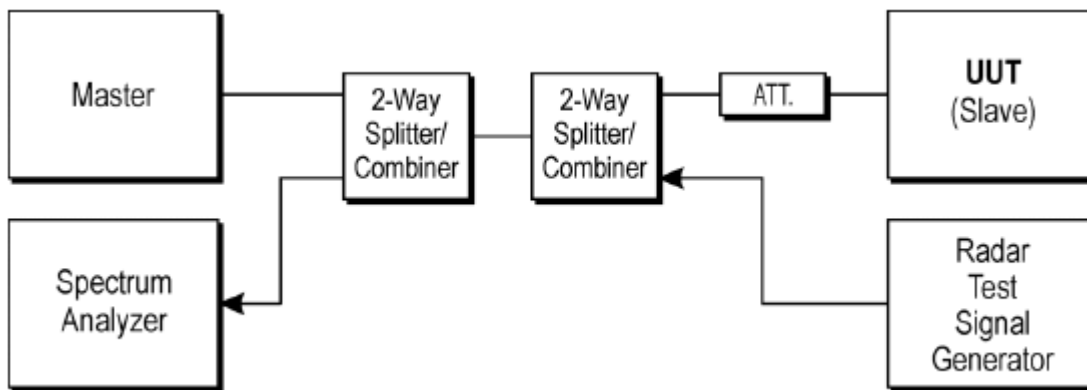 Master
2-Way
Splitter/
Combiner
2-Way
Splitter/
Combiner
ATT.
UUT
(Slave)
Spectrum
Analyzer
Radar
Test
Signal
Generator